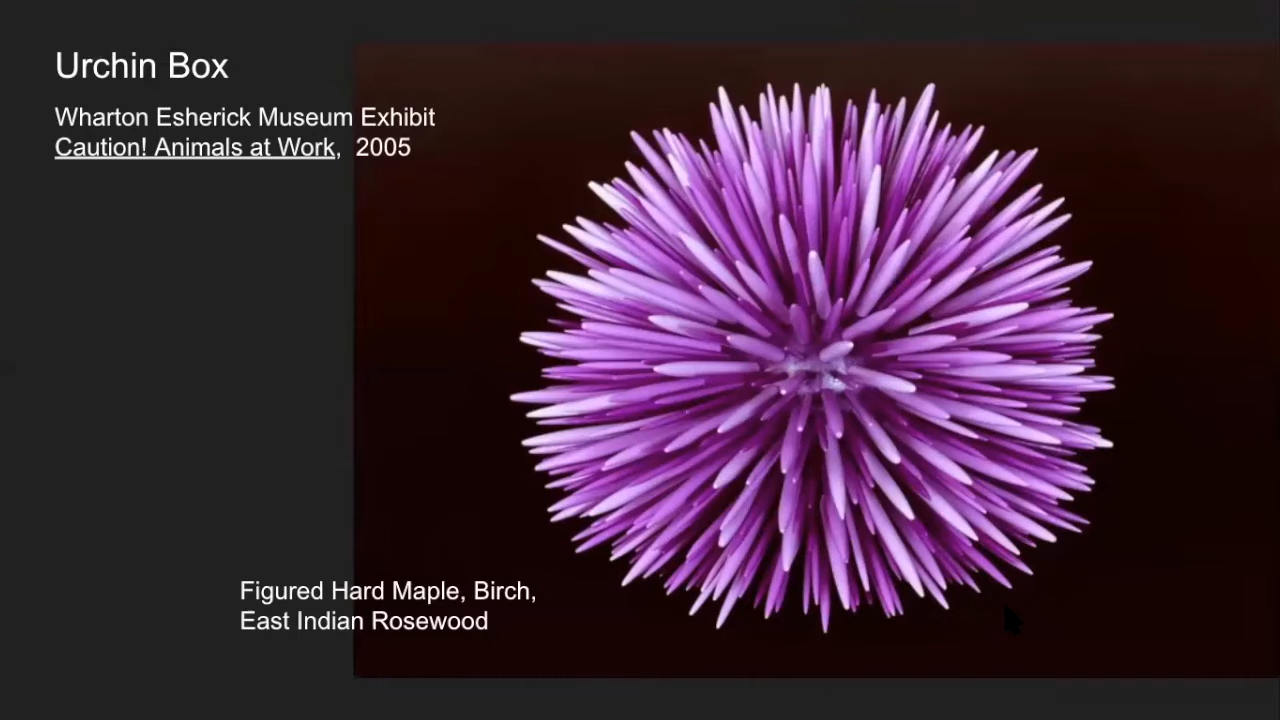 Urchin Box
Wharton Esherick Museum Exhibit
Caution! Animals at Work, 2005
Figured Hard Maple, Birch,
East Indian Rosewood